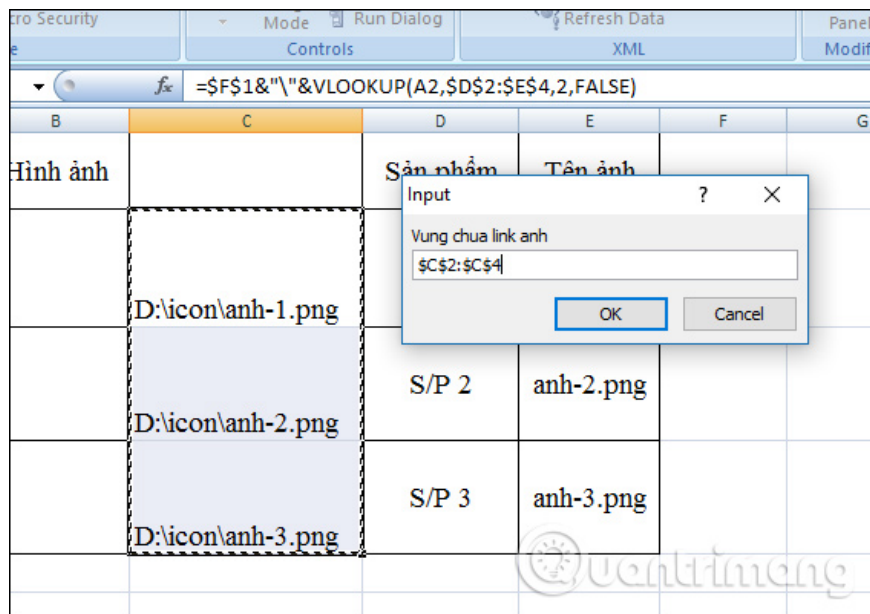 cro Security
Mode
Run Dialog
Refresh Data
Panel
e
Controls
XML
Modif
fx
=$F$1&"\"&VLOOKUP(A2,$D$2:$E$4,2,FALSE)
B C D E F G
Hình ảnh
Sản phẩm
Tên ảnh
Input
?
Vung chua link anh
$C$2:$C$4
OK
Cancel
D:\icon\anh-1.png
S/P 2
anh-2.png
D:\icon\anh-2.png
S/P 3
anh-3.png
D:\icon\anh-3.png
Quantrimang